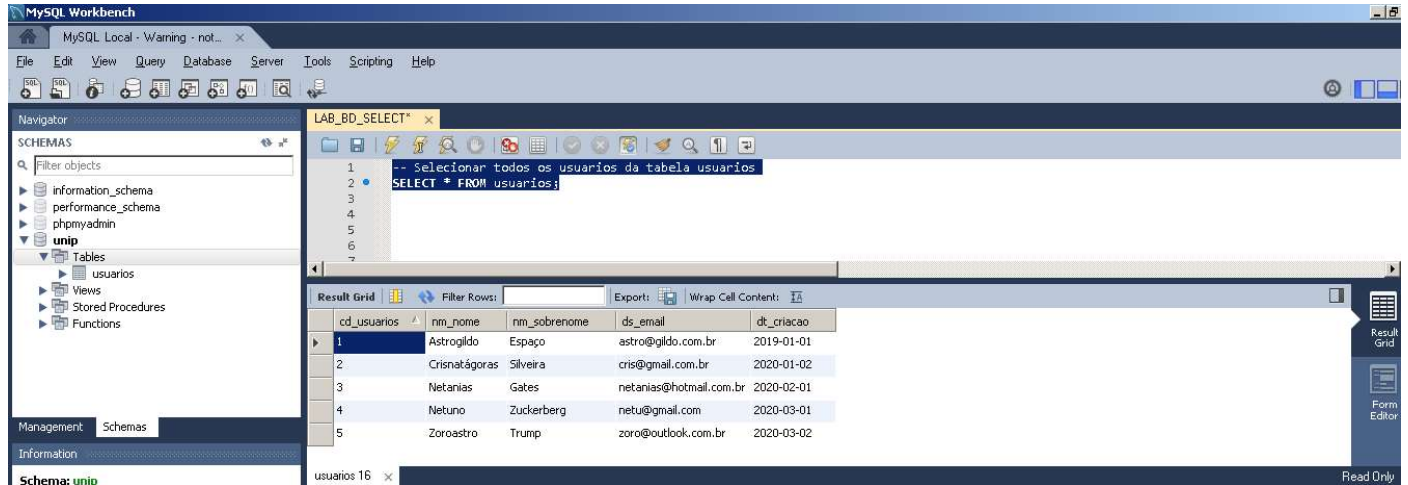 MySQL Workbench
MySQL Local - Warning - not...
File Edit View Query Database Server Tools Scripting Help
Navigator
SCHEMAS
Filter objects
information_schema
performance_schema
phpmyadmin
unip
Tables
usuarios
Views
Stored Procedures
Functions
Management Schemas
Information
Schema: unip
LAB_BD_SELECT*
1 -- Selecionar todos os usuarios da tabela usuarios
2 SELECT * FROM usuarios;
3
4
5
6
7
Result Grid Filter Rows: Export: Wrap Cell Content:
cd_usuarios nm_nome nm_sobrenome ds_email dt_criacao
1 Astrogildo Espaço astro@gildo.com.br 2019-01-01
2 Crisnatágoras Silveira cris@gmail.com.br 2020-01-02
3 Netanias Gates netanias@hotmail.com.br 2020-02-01
4 Netuno Zuckerberg netu@gmail.com 2020-03-01
5 Zoroastro Trump zoro@outlook.com.br 2020-03-02
Result
Grid
Form
Editor
usuarios 16
Read Only